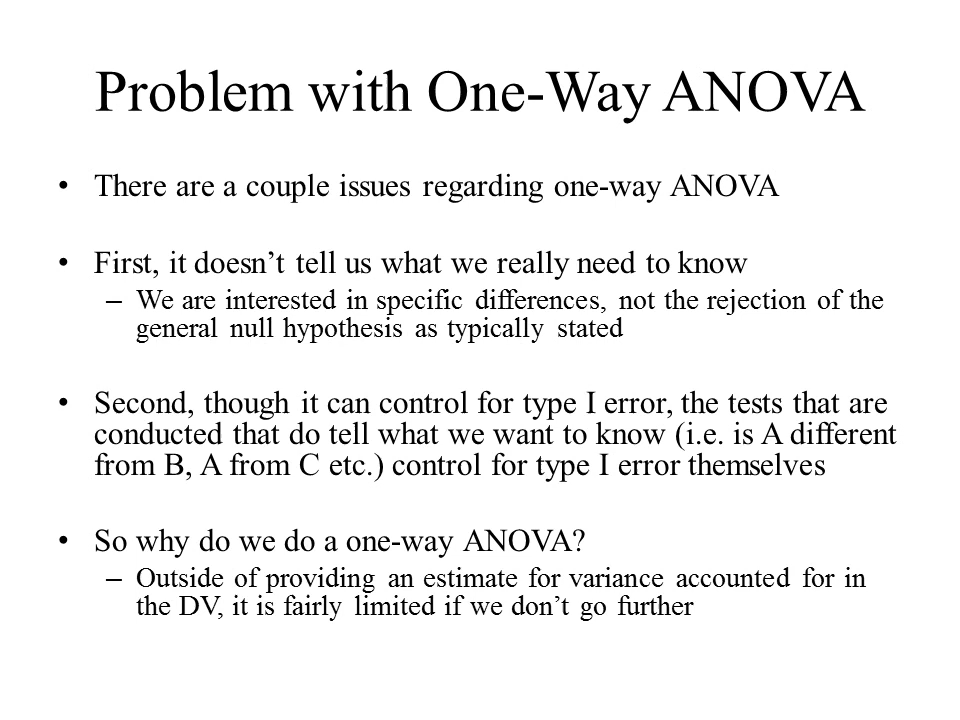 Problem with One-Way ANOVA
• There are a couple issues regarding one-way ANOVA
• First, it doesn’t tell us what we really need to know
– We are interested in specific differences, not the rejection of the
general null hypothesis as typically stated
• Second, though it can control for type I error, the tests that are
conducted that do tell what we want to know (i.e. is A different
from B, A from C etc.) control for type I error themselves
• So why do we do a one-way ANOVA?
– Outside of providing an estimate for variance accounted for in
the DV, it is fairly limited if we don’t go further